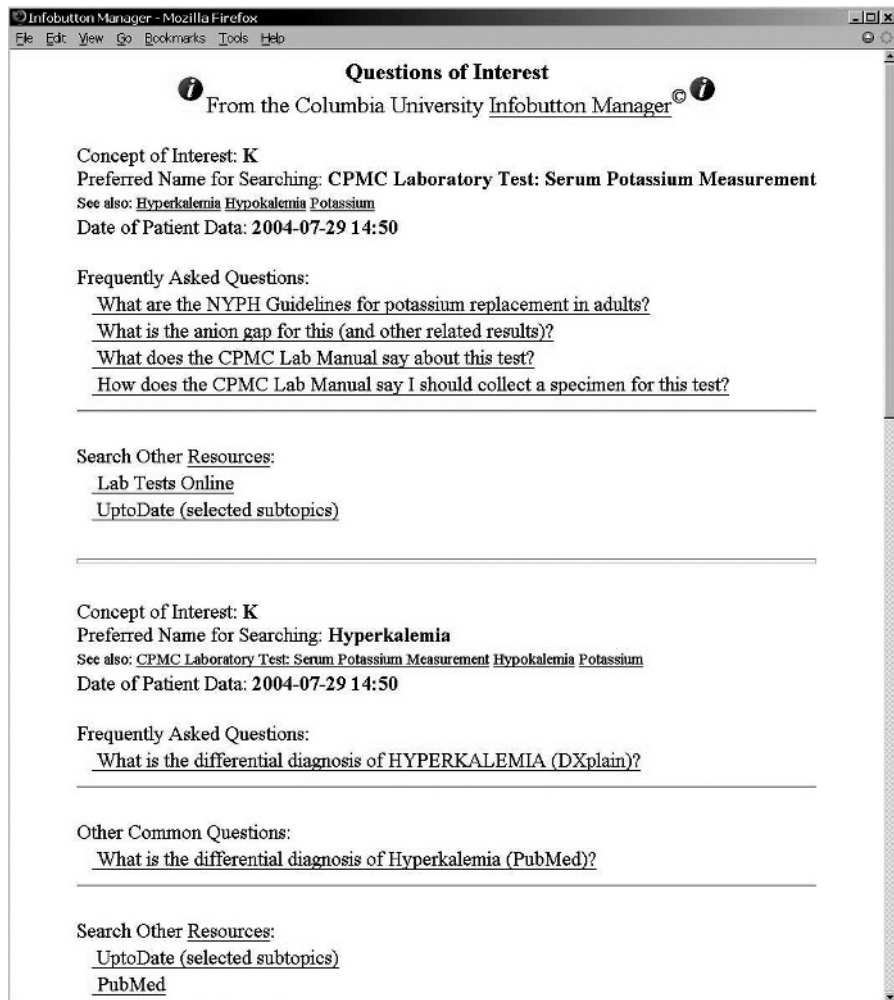 Infobutton Manager - Mozilla Firefox
File Edit View Go Bookmarks Tools Help
Questions of Interest
From the Columbia University Infobutton Manager©
Concept of Interest: K
Preferred Name for Searching: CPMC Laboratory Test: Serum Potassium Measurement
See also: Hyperkalemia Hypokalemia Potassium
Date of Patient Data: 2004-07-29 14:50
Frequently Asked Questions:
What are the NYPH Guidelines for potassium replacement in adults?
What is the anion gap for this (and other related results)?
What does the CPMC Lab Manual say about this test?
How does the CPMC Lab Manual say I should collect a specimen for this test?
Search Other Resources:
Lab Tests Online
UptoDate (selected subtopics)
Concept of Interest: K
Preferred Name for Searching: Hyperkalemia
See also: CPMC Laboratory Test: Serum Potassium Measurement Hypokalemia Potassium
Date of Patient Data: 2004-07-29 14:50
Frequently Asked Questions:
What is the differential diagnosis of HYPERKALEMIA (DXplain)?
Other Common Questions:
What is the differential diagnosis of Hyperkalemia (PubMed)?
Search Other Resources:
UptoDate (selected subtopics)
PubMed